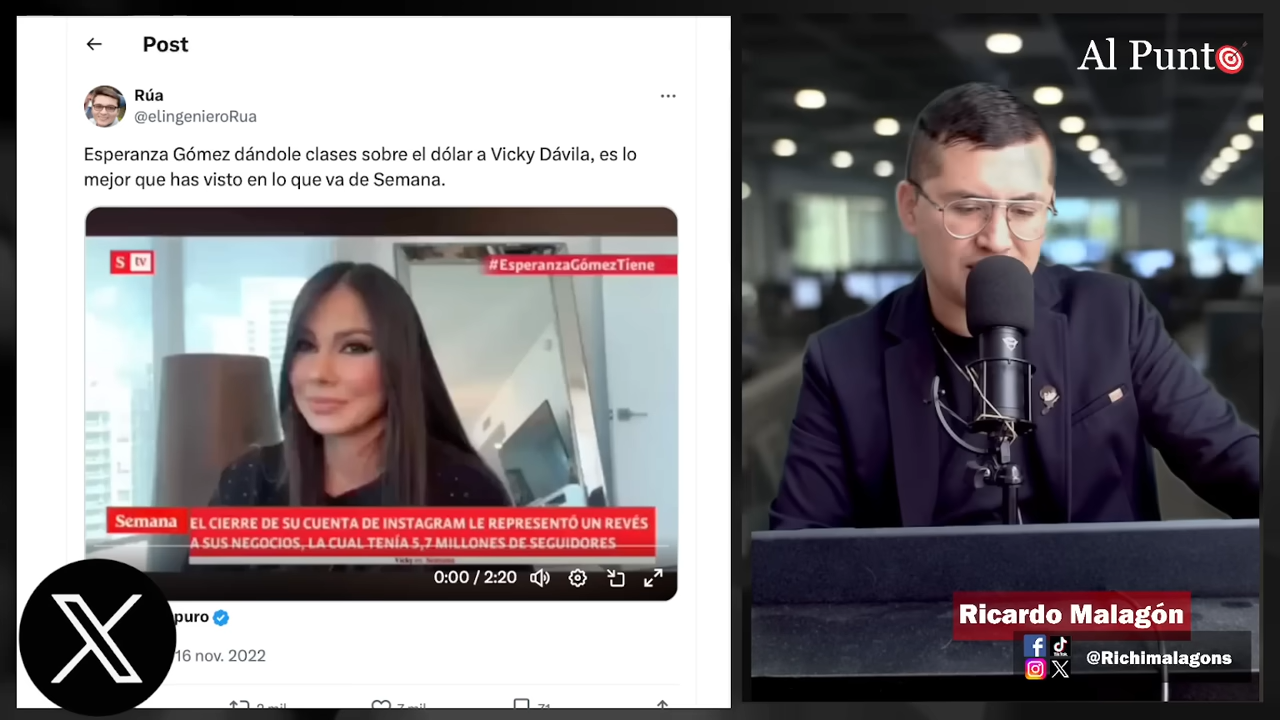 Post
Rúa
@elingenieroRua
Esperanza Gómez dándole clases sobre el dólar a Vicky Dávila, es lo
mejor que has visto en lo que va de Semana.
S tv
#EsperanzaGómezTiene
Semana
EL CIERRE DE SU CUENTA DE INSTAGRAM LE REPRESENTÓ UN REVÉS
A SUS NEGOCIOS, LA CUAL TENÍA 5,7 MILLONES DE SEGUIDORES
0:00 / 2:20
puro
16 nov. 2022
Al Punto
Ricardo Malagón
@Richimalagons